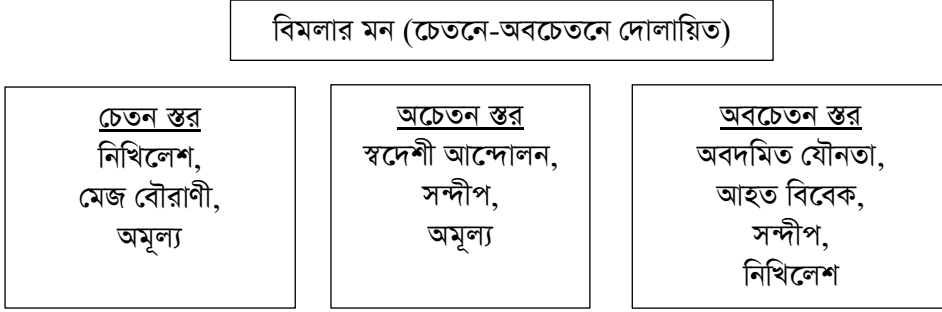 বিমলার মন (চেতনে-অবচেতনে দোলায়িত)
চেতন স্তর
নিখিলেশ,
মেজ বৌরাণী,
অমূল্য
অচেতন স্তর
স্বদেশী আন্দোলন,
সন্দীপ,
অমূল্য
অবচেতন স্তর
অবদমিত যৌনতা,
আহত বিবেক,
সন্দীপ,
নিখিলেশ